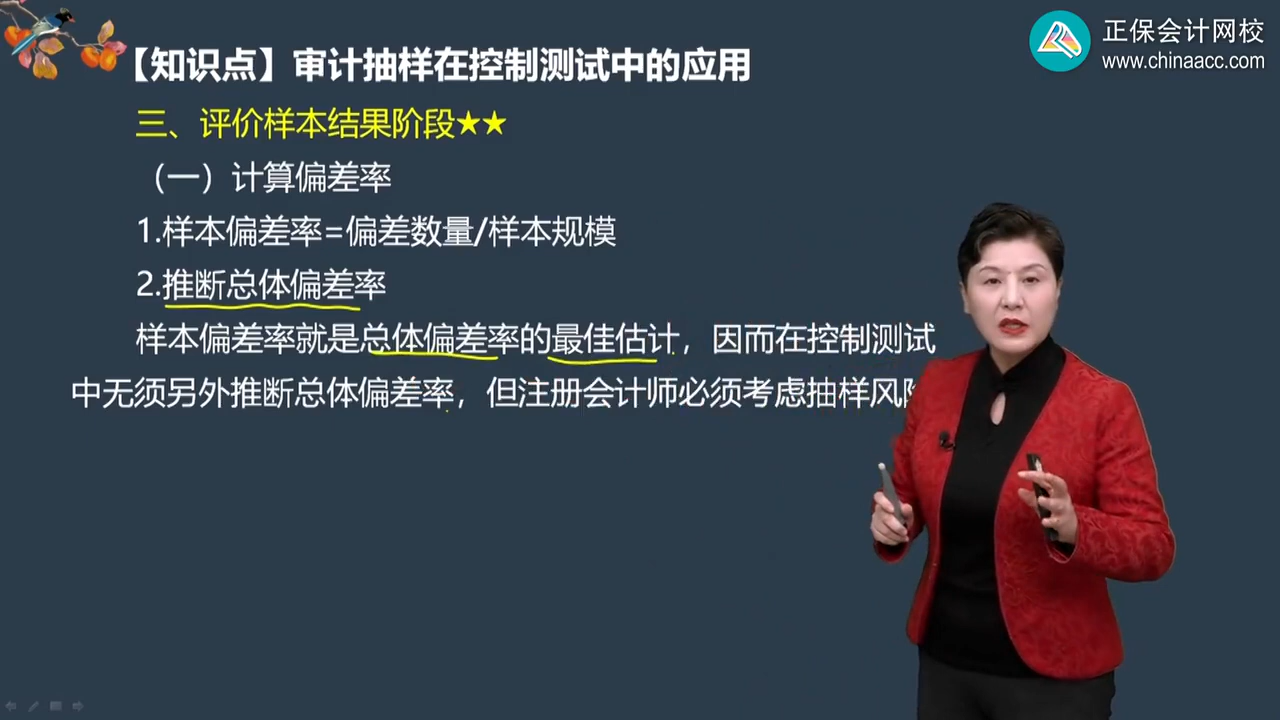 【知识点】审计抽样在控制测试中的应用
正保会计网校
www.chinaacc.com
三、评价样本结果阶段★★
（一）计算偏差率
1.样本偏差率=偏差数量/样本规模
2.推断总体偏差率
样本偏差率就是总体偏差率的最佳估计，因而在控制测试
中无须另外推断总体偏差率，但注册会计师必须考虑抽样风